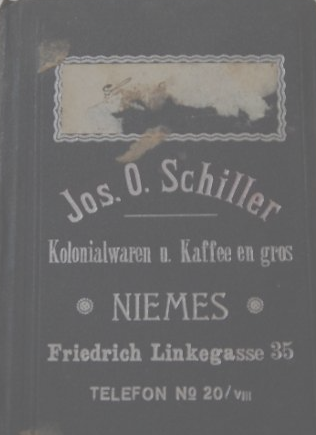 Jos. O. Schiller
Kolonialwaren u. Kaffee en gros
NIEMES
Friedrich Linkegasse 35
TELEFON No 20/VIII